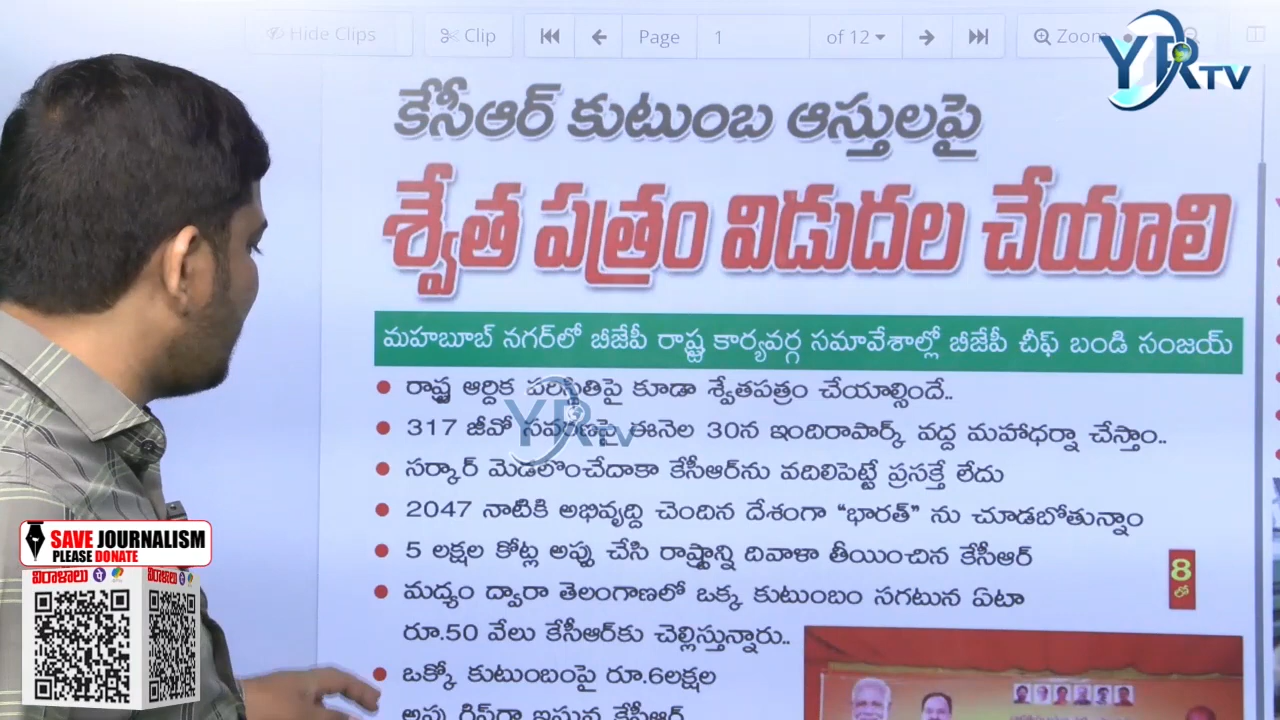 Hide Clips
Clip
Page
1
of 12
Zoom
YR TV
కేసీఆర్ కుటుంబ ఆస్తులపై
శ్వేత పత్రం విడుదల చేయాలి
మహబూబ్ నగర్‌లో బీజేపీ రాష్ట్ర కార్యవర్గ సమావేశాల్లో బీజేపీ చీఫ్ బండి సంజయ్
రాష్ట్ర ఆర్దిక పరిస్థితిపై కూడా శ్వేతపత్రం చేయాల్సిందే..
317 జీవో సవరణపై ఈనెల 30న ఇందిరాపార్క్ వద్ద మహాధర్నా చేస్తాం..
సర్కార్ మెడలొంచేదాకా కేసీఆర్‌ను వదిలిపెట్టే ప్రసక్తే లేదు
2047 నాటికి అభివృద్ది చెందిన దేశంగా “భారత్” ను చూడబోతున్నాం
5 లక్షల కోట్ల అప్పు చేసి రాష్ట్రాన్ని దివాళా తీయించిన కేసీఆర్
మద్యం ద్వారా తెలంగాణలో ఒక్క కుటుంబం సగటున ఏటా
రూ.50 వేలు కేసీఆర్‌కు చెల్లిస్తున్నారు..
ఒక్కో కుటుంబంపై రూ.6లక్షల
8
లో
YR TV
SAVE JOURNALISM
PLEASE DONATE
విరాళాలు
విరాళాలు